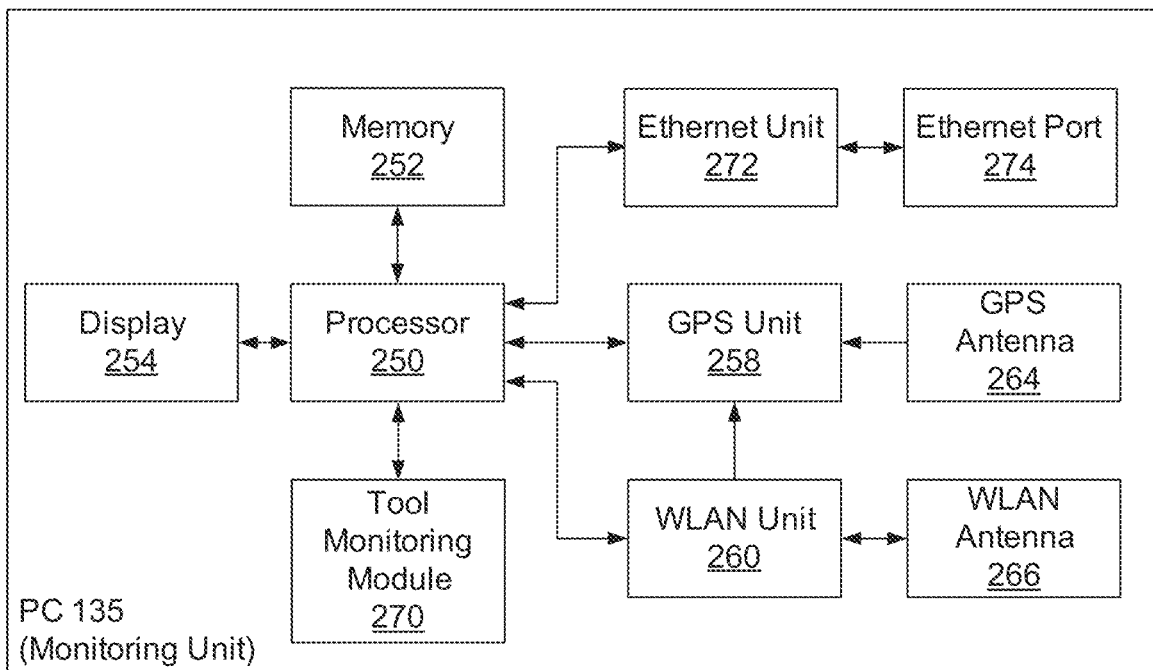 Memory
252
Ethernet Unit
272
Ethernet Port
274
Display
254
Processor
250
GPS Unit
258
GPS
Antenna
264
Tool
Monitoring
Module
270
WLAN Unit
260
WLAN
Antenna
266
PC 135
(Monitoring Unit)